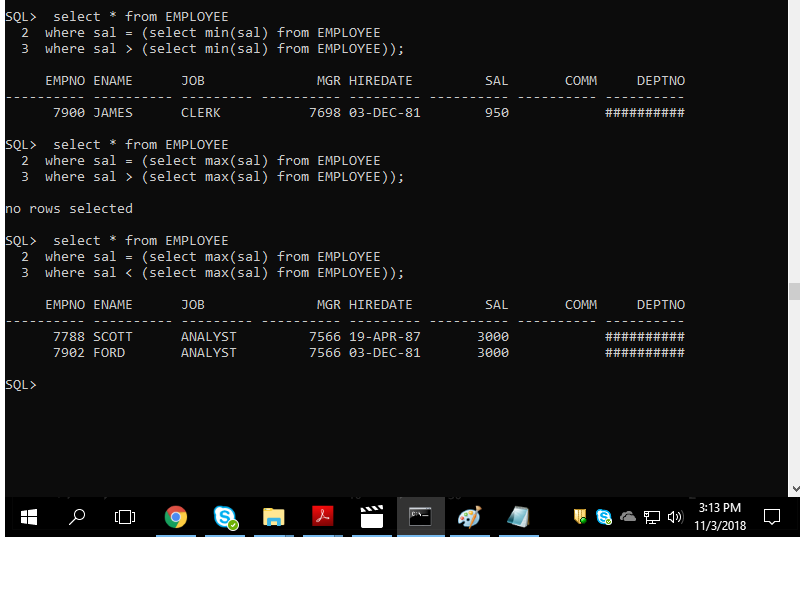 SQL>  select * from EMPLOYEE
  2  where sal = (select min(sal) from EMPLOYEE
  3  where sal > (select min(sal) from EMPLOYEE));
     EMPNO ENAME      JOB              MGR HIREDATE         SAL       COMM     DEPTNO
---------- ---------- --------- ---------- --------- ---------- ---------- ----------
      7900 JAMES      CLERK           7698 03-DEC-81        950            ##########
SQL>  select * from EMPLOYEE
  2  where sal = (select max(sal) from EMPLOYEE
  3  where sal > (select max(sal) from EMPLOYEE));
no rows selected
SQL>  select * from EMPLOYEE
  2  where sal = (select max(sal) from EMPLOYEE
  3  where sal < (select max(sal) from EMPLOYEE));
     EMPNO ENAME      JOB              MGR HIREDATE         SAL       COMM     DEPTNO
---------- ---------- --------- ---------- --------- ---------- ---------- ----------
      7788 SCOTT      ANALYST         7566 19-APR-87       3000            ##########
      7902 FORD       ANALYST         7566 03-DEC-81       3000            ##########
SQL>
3:13 PM
11/3/2018